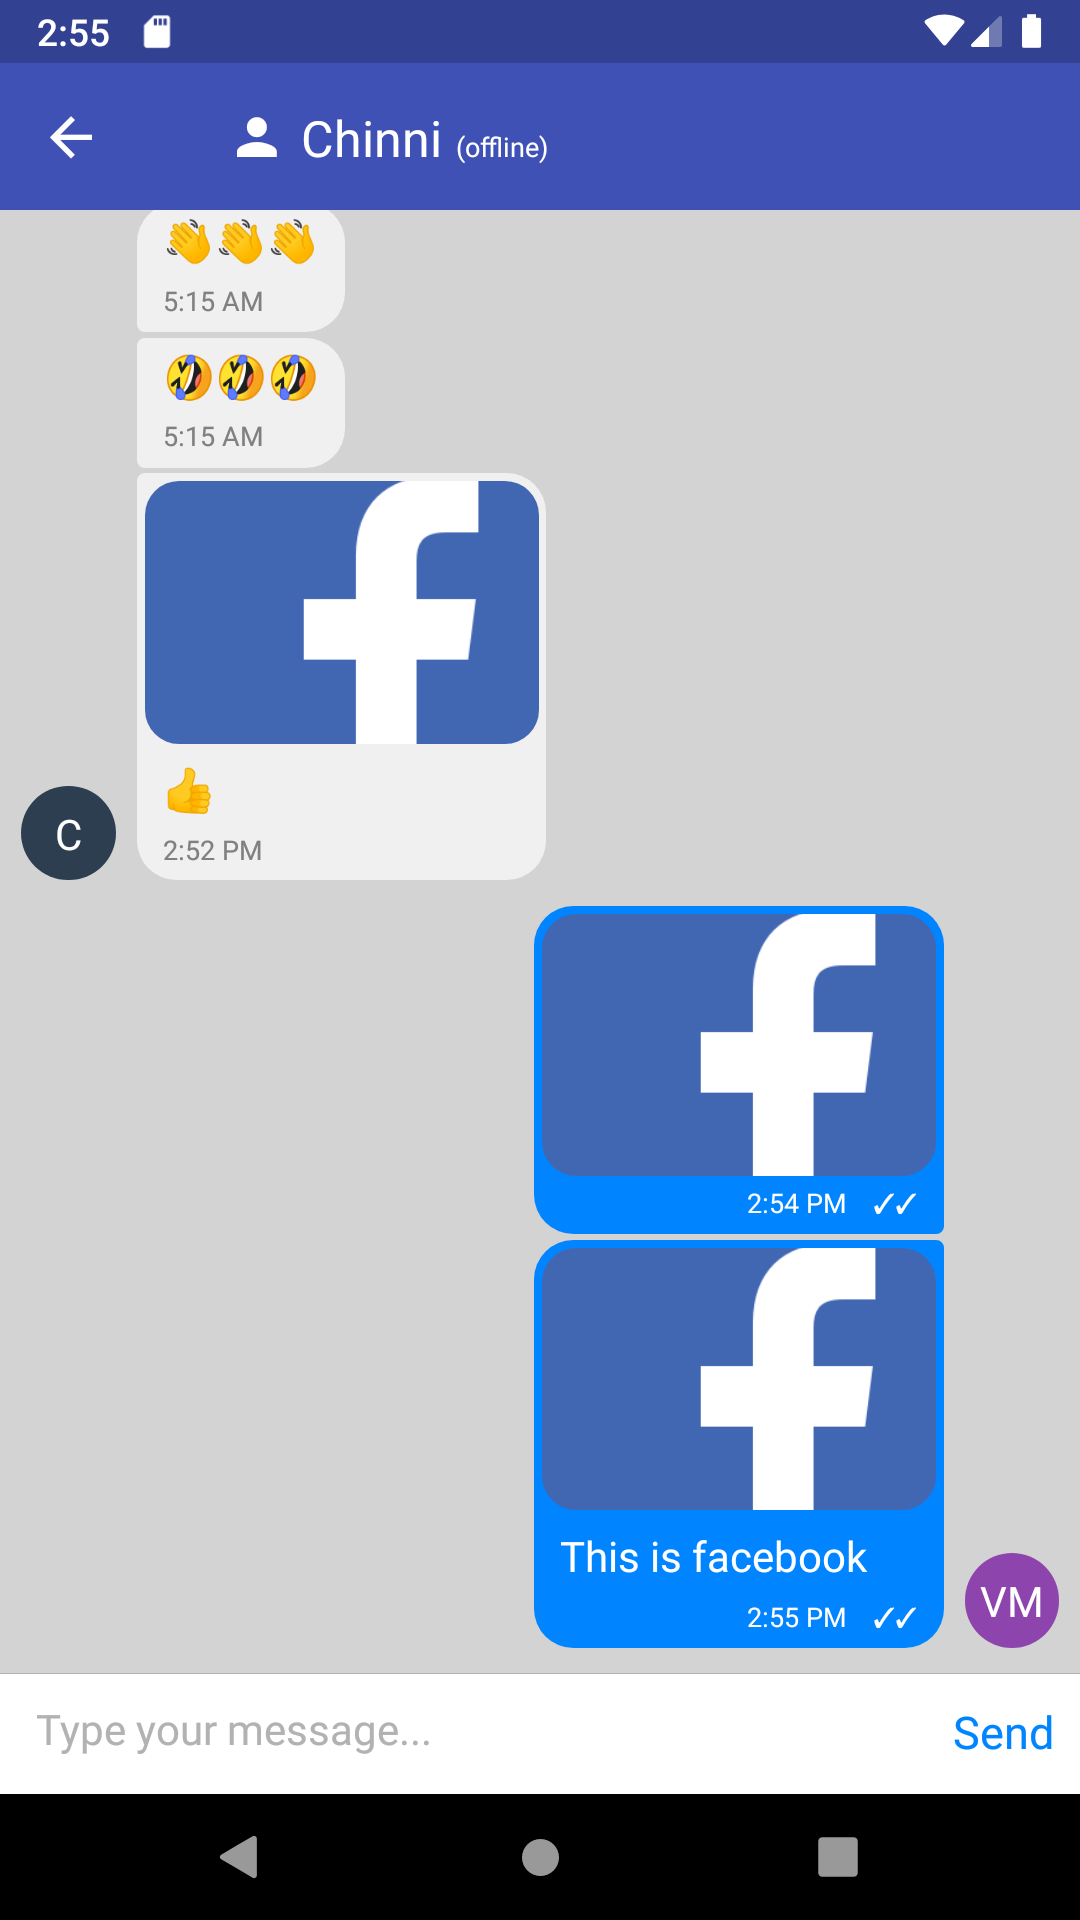 2:55
Chinni (offline)
👋👋👋
5:15 AM
🤣🤣🤣
5:15 AM
f
👍
2:52 PM
C
f
2:54 PM ✓✓
f
This is facebook
2:55 PM ✓✓
VM
Type your message...
Send